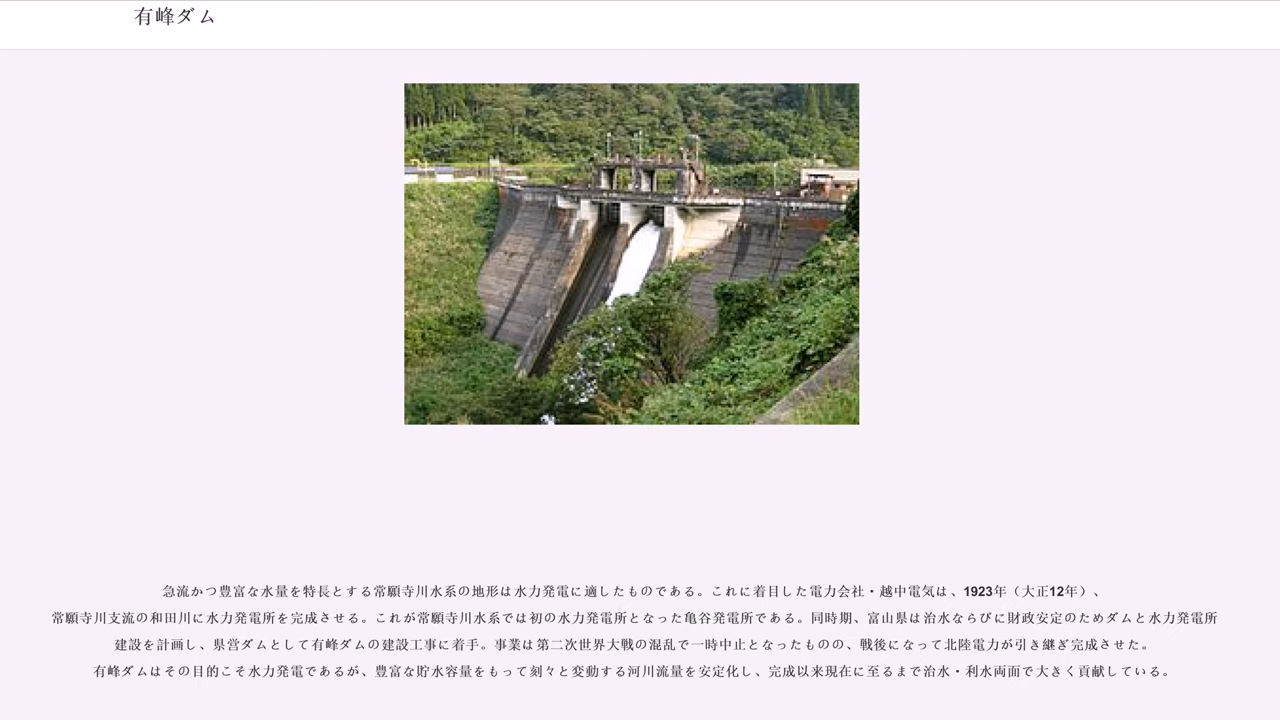 有峰ダム
急流かつ豊富な水量を特長とする常願寺川水系の地形は水力発電に適したものである。これに着目した電力会社・越中電気は、1923年（大正12年）、
常願寺川支流の和田川に水力発電所を完成させる。これが常願寺川水系では初の水力発電所となった亀谷発電所である。同時期、富山県は治水ならびに財政安定のためダムと水力発電所
建設を計画し、県営ダムとして有峰ダムの建設工事に着手。事業は第二次世界大戦の混乱で一時中止となったものの、戦後になって北陸電力が引き継ぎ完成させた。
有峰ダムはその目的こそ水力発電であるが、豊富な貯水容量をもって刻々と変動する河川流量を安定化し、完成以来現在に至るまで治水・利水両面で大きく貢献している。